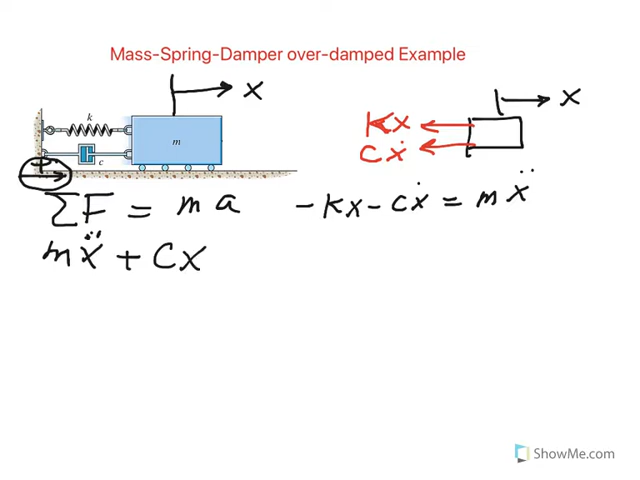 Mass-Spring-Damper over-damped Example
x
k
m
c
Kx
cẋ
x
ΣF = ma
-kx - cẋ = mẍ
mẍ + cx
ShowMe.com